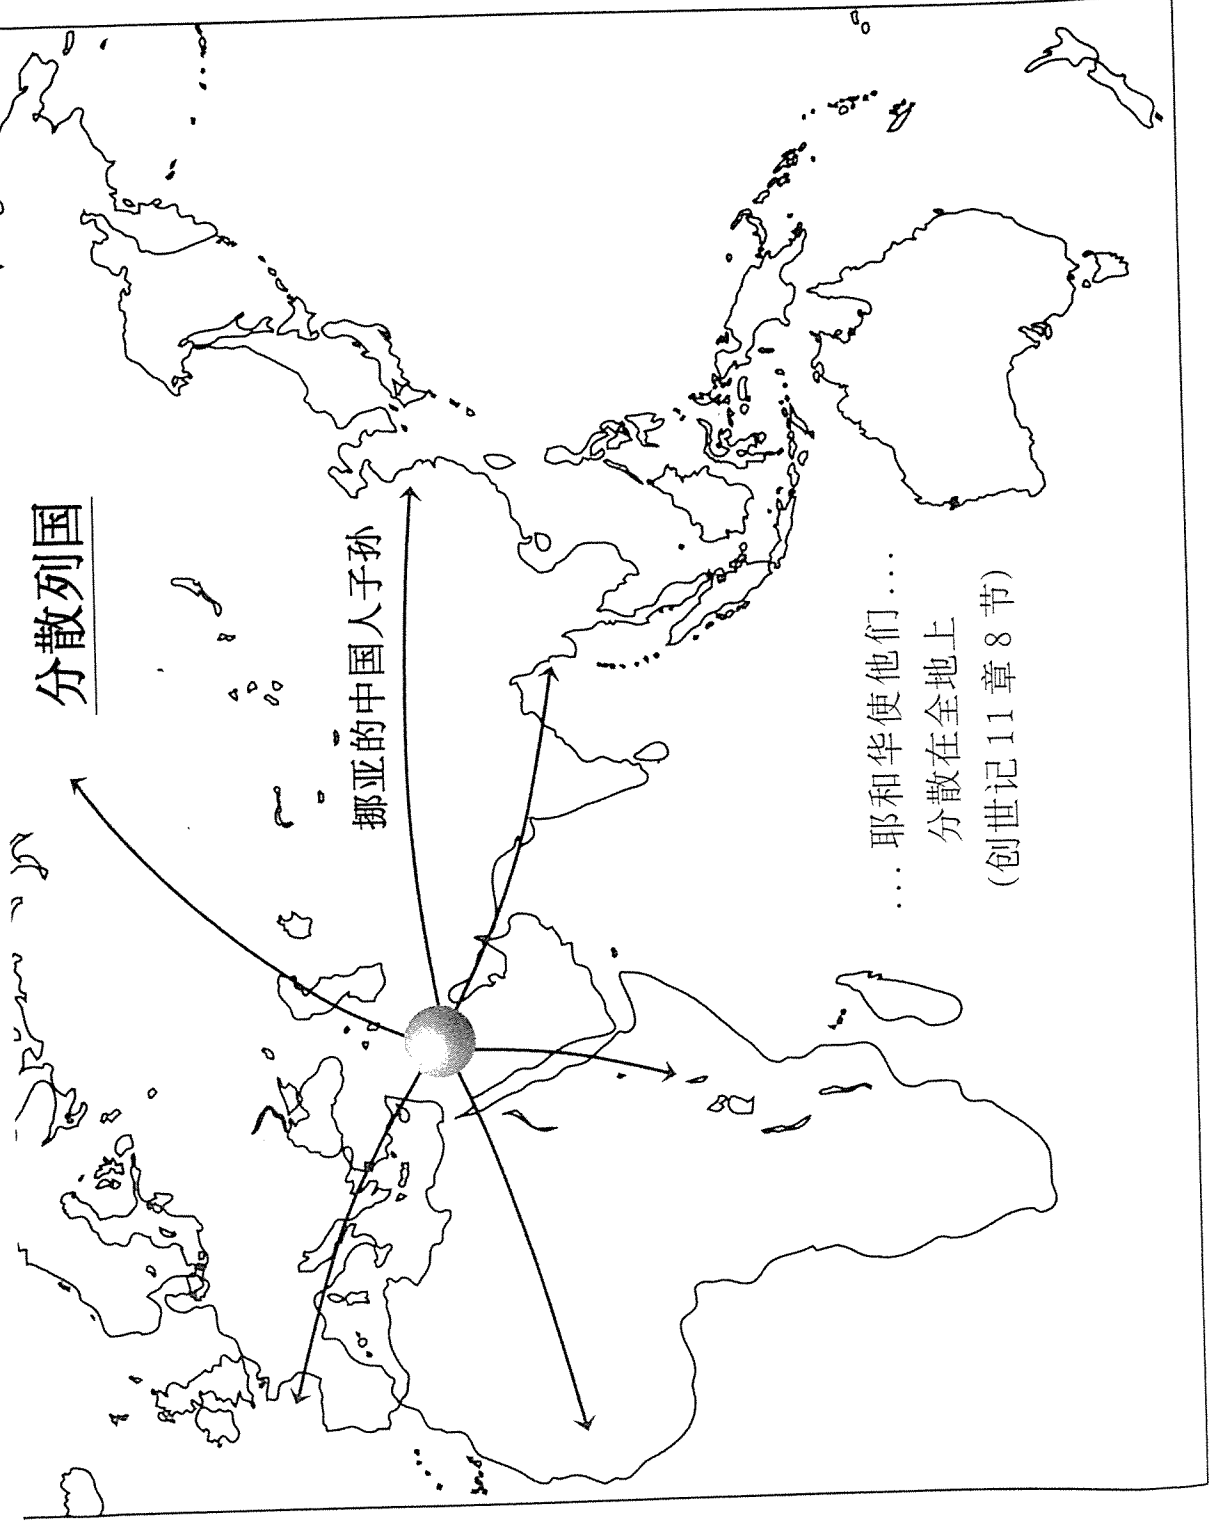 分散列国
挪亚的中国人子孙
... 耶和华使他们 ...
分散在全地上
(创世记 11 章 8 节)